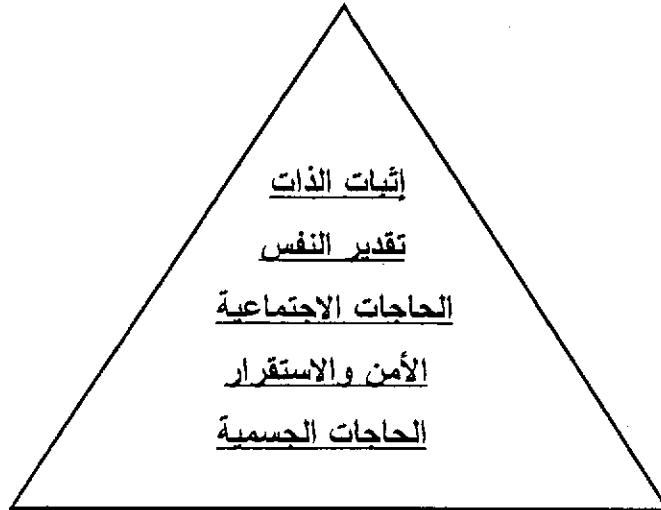 إثبات الذات
تقدير النفس
الحاجات الاجتماعية
الأمن والاستقرار
الحاجات الجسمية